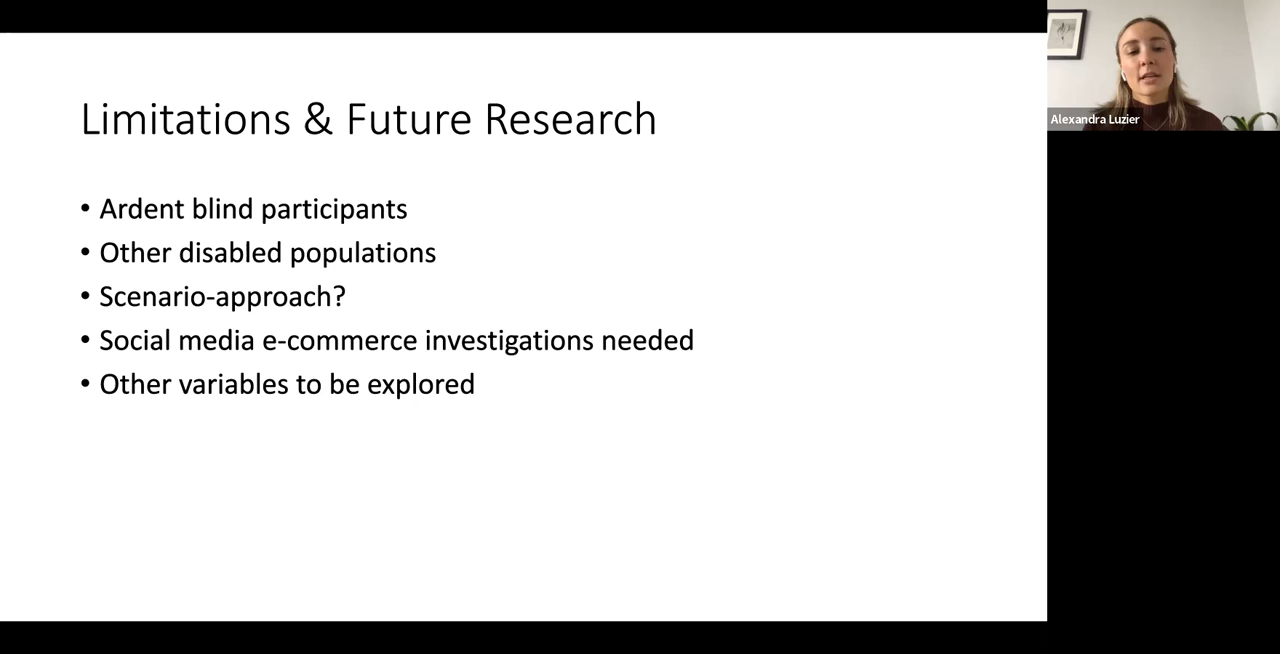 Limitations & Future Research
• Ardent blind participants
• Other disabled populations
• Scenario-approach?
• Social media e-commerce investigations needed
• Other variables to be explored
Alexandra Luzier